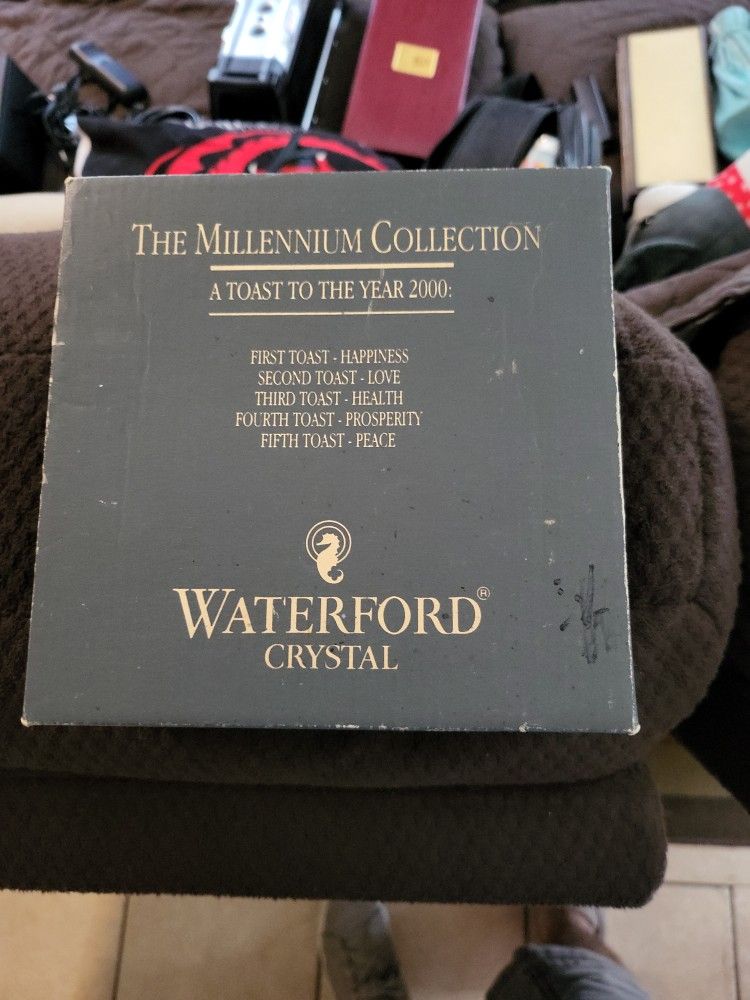 THE MILLENNIUM COLLECTION
A TOAST TO THE YEAR 2000:
FIRST TOAST - HAPPINESS
SECOND TOAST - LOVE
THIRD TOAST - HEALTH
FOURTH TOAST - PROSPERITY
FIFTH TOAST - PEACE
WATERFORD®
CRYSTAL